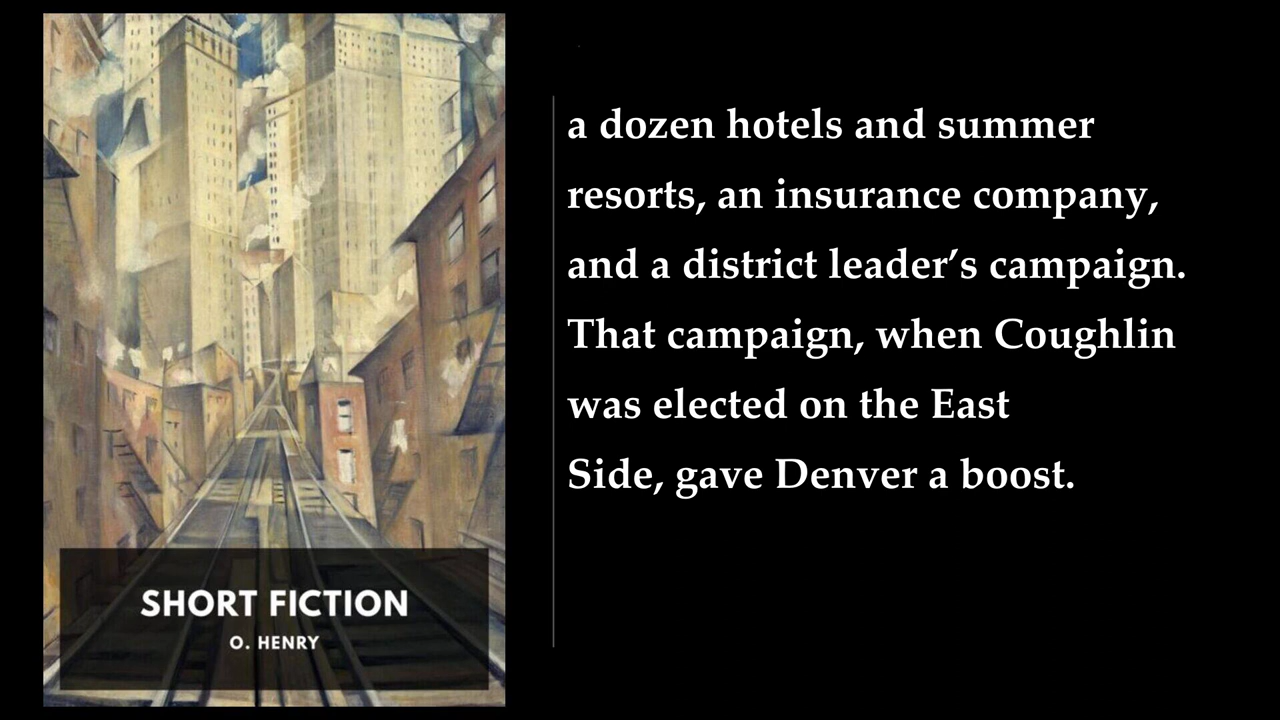 SHORT FICTION
O. HENRY
a dozen hotels and summer
resorts, an insurance company,
and a district leader’s campaign.
That campaign, when Coughlin
was elected on the East
Side, gave Denver a boost.